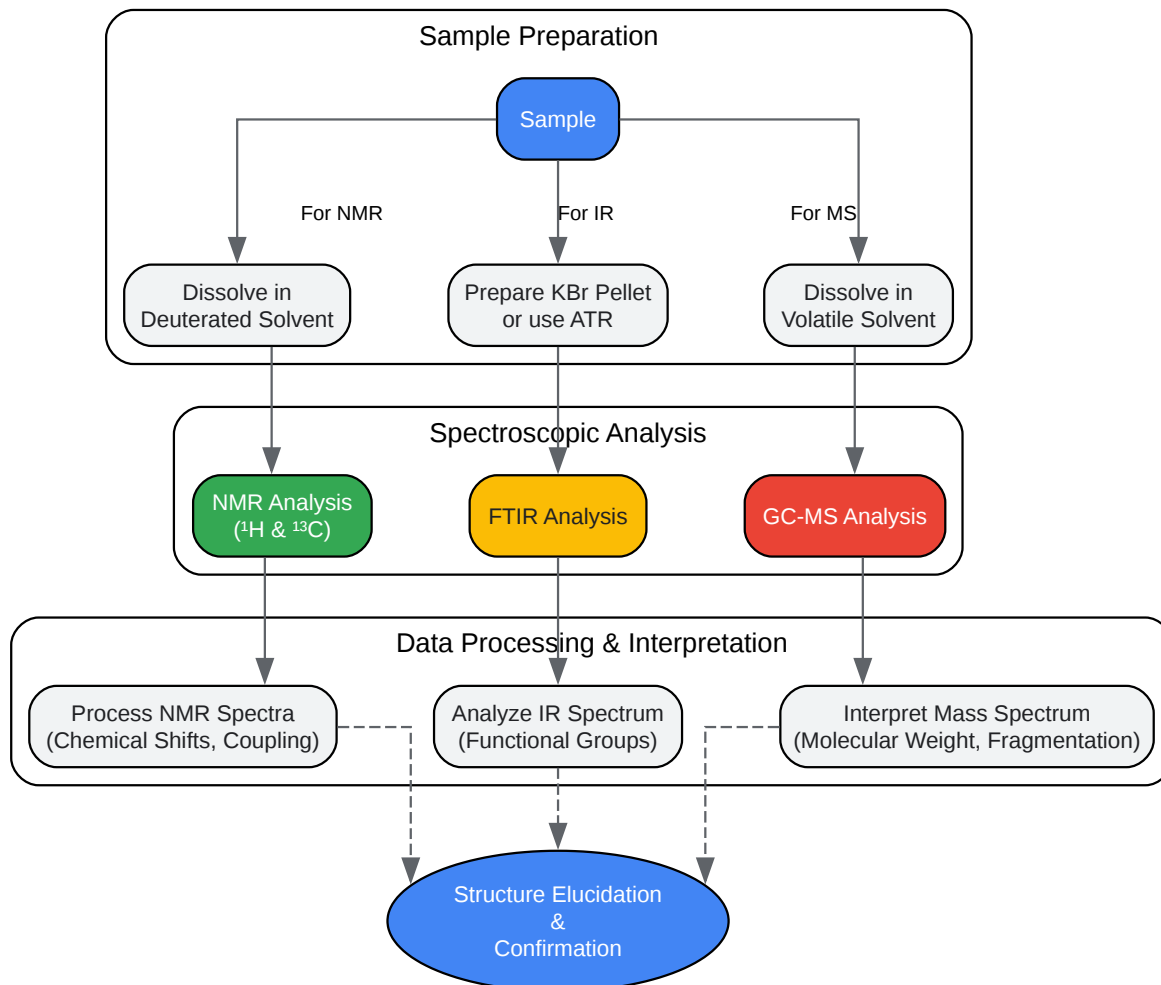 Sample Preparation
Sample
For NMR
For IR
For MS
Dissolve in
Deuterated Solvent
Prepare KBr Pellet
or use ATR
Dissolve in
Volatile Solvent
Spectroscopic Analysis
NMR Analysis
(¹H & ¹³C)
FTIR Analysis
GC-MS Analysis
Data Processing & Interpretation
Process NMR Spectra
(Chemical Shifts, Coupling)
Analyze IR Spectrum
(Functional Groups)
Interpret Mass Spectrum
(Molecular Weight, Fragmentation)
Structure Elucidation
&
Confirmation